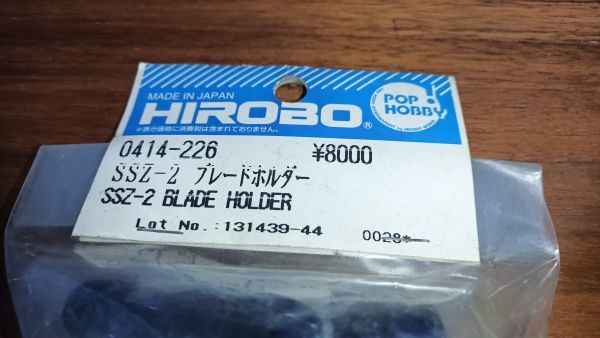 MADE IN JAPAN
HIROBO®
※表示価格に消費税は含まれておりません。
POP
HOBBY!
0414-226 ¥8000
SSZ-2 ブレードホルダー
SSZ-2 BLADE HOLDER
Lot No.:131439-44 0028*